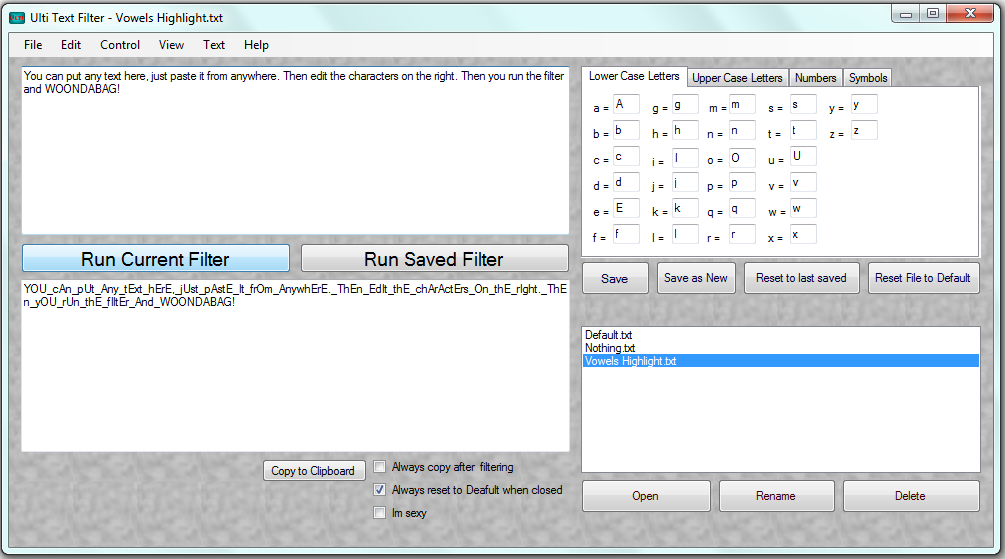 Ulti Text Filter - Vowels Highlight.txt
File Edit Control View Text Help
You can put any text here, just paste it from anywhere. Then edit the characters on the right. Then you run the filter
and WOONDABAG!
Run Current Filter Run Saved Filter
YOU_cAn_pUt_Any_tExt_hErE,_jUst_pAstE_It_frOm_AnywhErE._ThEn_EdIt_thE_chArActErs_On_thE_rIght._ThE
n_yOU_rUn_thE_fIltEr_And_WOONDABAG!
Copy to Clipboard
Always copy after filtering
Always reset to Deafult when closed
Im sexy
Lower Case Letters Upper Case Letters Numbers Symbols
a = A g = g m = m s = s y = y
b = b h = h n = n t = t z = z
c = c i = I o = O u = U
d = d j = j p = p v = v
e = E k = k q = q w = w
f = f l = l r = r x = x
Save Save as New Reset to last saved Reset File to Default
Default.txt
Nothing.txt
Vowels Highlight.txt
Open Rename Delete